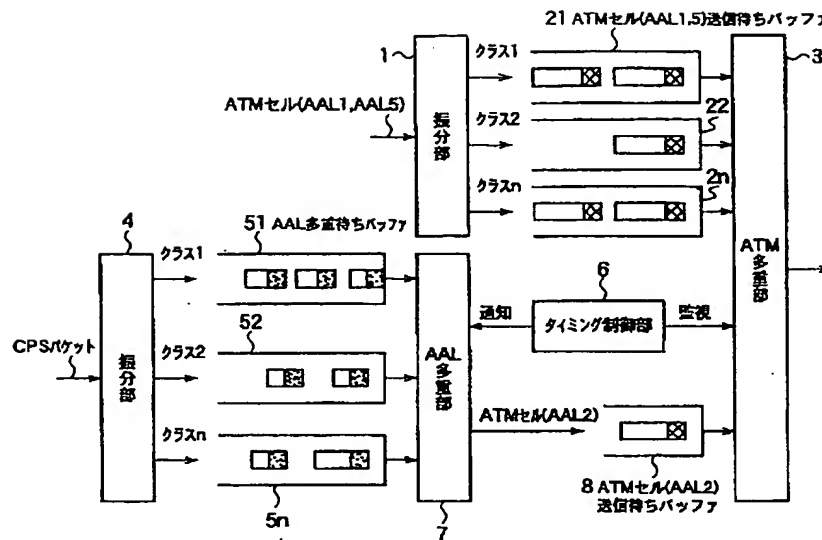 21 ATMセル(AAL1,5)送信待ちバッファ
1
クラス1
3
ATMセル(AAL1,AAL5)
振分部
クラス2
22
クラスn
2n
ATM多重部
4
クラス1
51 AAL多重待ちバッファ
6
通知
タイミング制御部
監視
52
CPSパケット
振分部
クラス2
AAL多重部
ATMセル(AAL2)
クラスn
5n
7
8 ATMセル(AAL2)
送信待ちバッファ